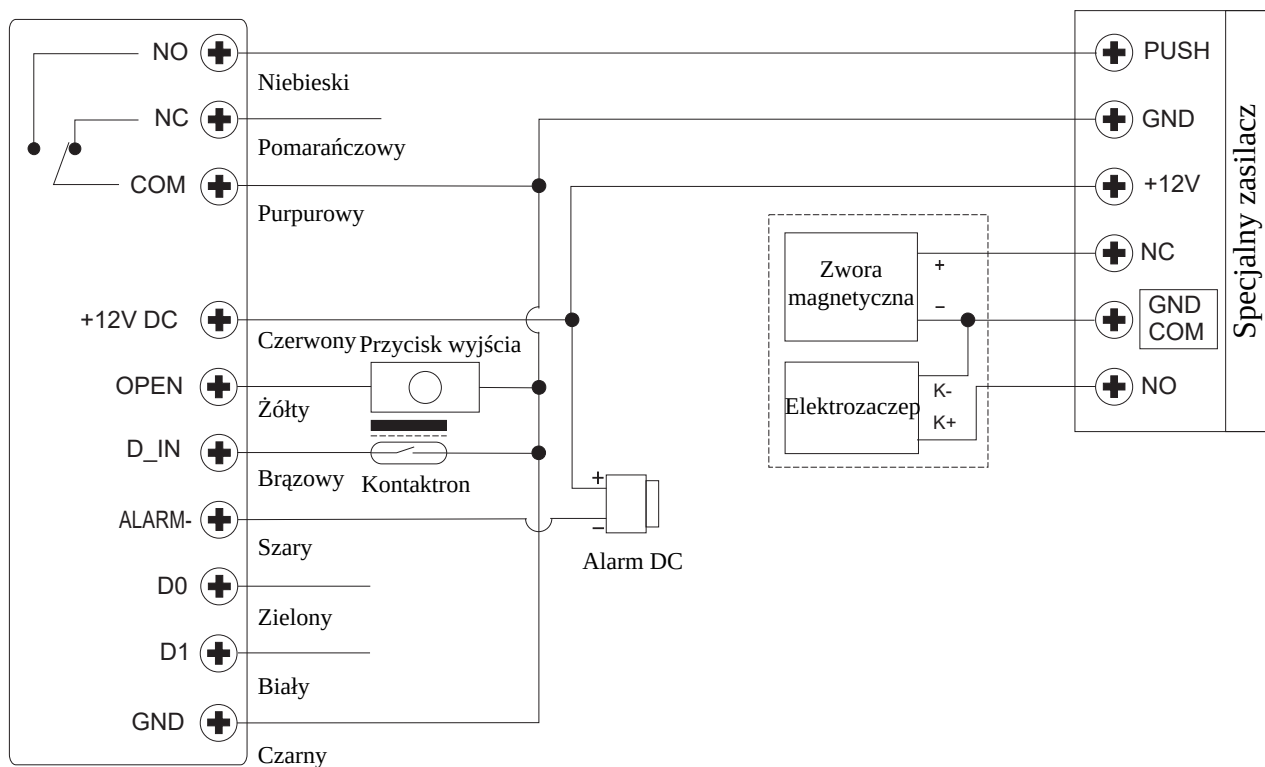 NO
Niebieski
NC
Pomarańczowy
COM
Purpurowy
+12V DC
Czerwony
Przycisk wyjścia
OPEN
Żółty
D_IN
Brązowy
Kontaktron
ALARM-
Szary
+
−
Alarm DC
D0
Zielony
D1
Biały
GND
Czarny
Zwora
magnetyczna
+
−
Elektrozaczep
K-
K+
PUSH
GND
+12V
NC
GND
COM
NO
Specjalny zasilacz